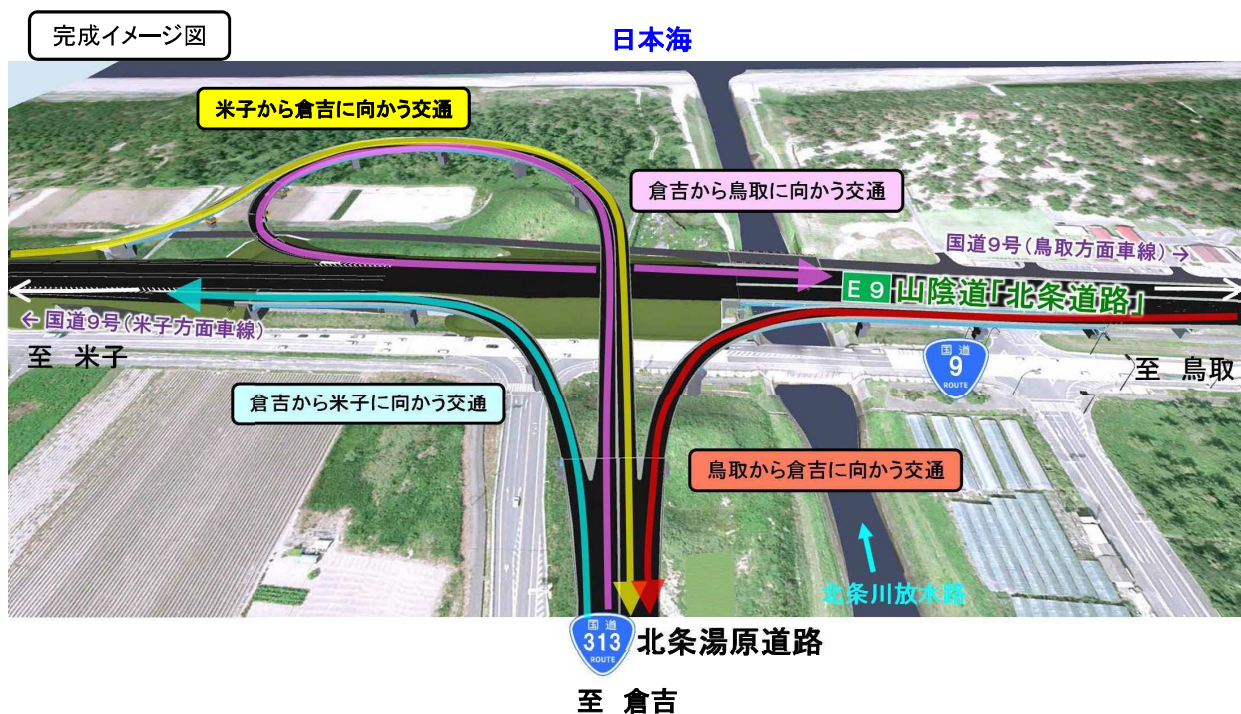 完成イメージ図
日本海
米子から倉吉に向かう交通
倉吉から鳥取に向かう交通
国道9号(鳥取方面車線)→
E9 山陰道「北条道路」
←国道9号(米子方面車線)
至 米子
国道
9
ROUTE
至 鳥取
倉吉から米子に向かう交通
鳥取から倉吉に向かう交通
北条川放水路
国道
313
ROUTE
北条湯原道路
至 倉吉